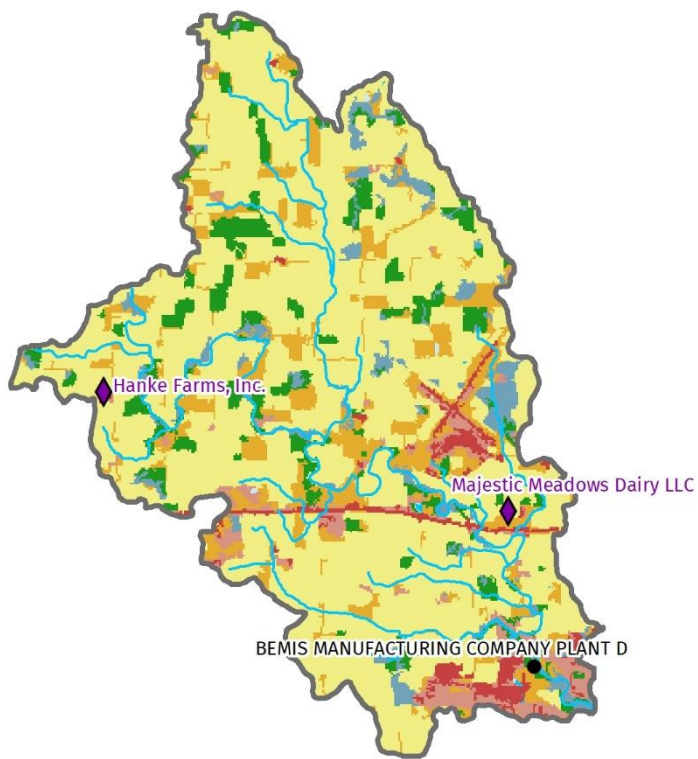 Hanke Farms, Inc.
Majestic Meadows Dairy LLC
BEMIS MANUFACTURING COMPANY PLANT D